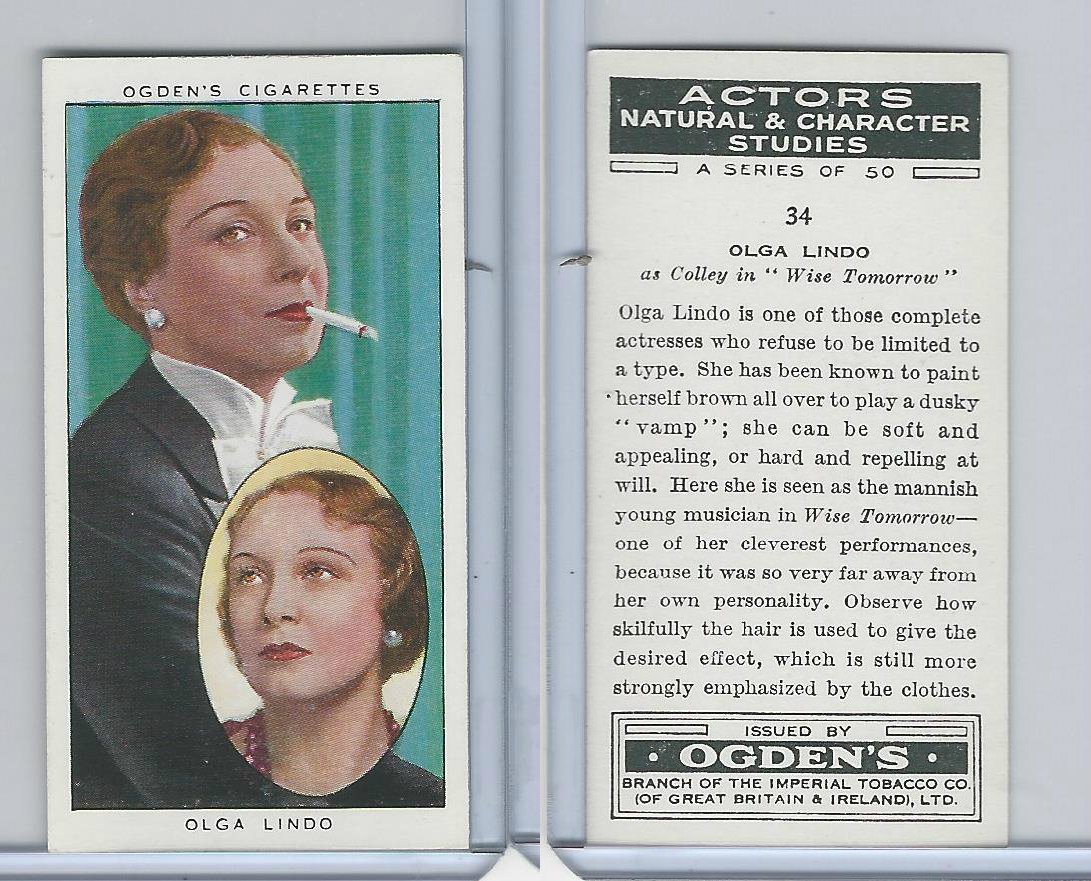 OGDEN'S CIGARETTES
OLGA LINDO
ACTORS
NATURAL & CHARACTER
STUDIES
A SERIES OF 50
34
OLGA LINDO
as Colley in “ Wise Tomorrow ”
Olga Lindo is one of those complete
actresses who refuse to be limited to
a type. She has been known to paint
herself brown all over to play a dusky
“ vamp ”; she can be soft and
appealing, or hard and repelling at
will. Here she is seen as the mannish
young musician in Wise Tomorrow—
one of her cleverest performances,
because it was so very far away from
her own personality. Observe how
skilfully the hair is used to give the
desired effect, which is still more
strongly emphasized by the clothes.
ISSUED BY
· OGDEN'S ·
BRANCH OF THE IMPERIAL TOBACCO CO.
(OF GREAT BRITAIN & IRELAND), LTD.